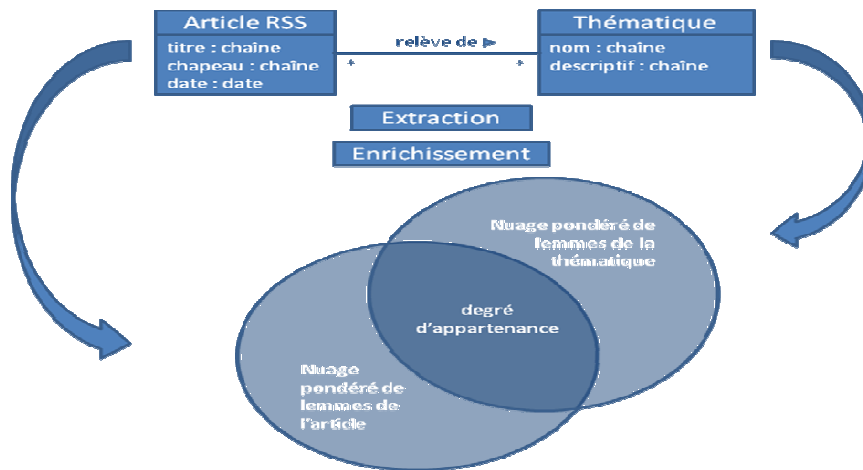 Article RSS
titre : chaîne
chapeau : chaîne
date : date
relève de ►
*
*
Thématique
nom : chaîne
descriptif : chaîne
Extraction
Enrichissement
Nuage pondéré de
lemmes de la
thématique
degré
d'appartenance
Nuage
pondéré de
lemmes de
l'article